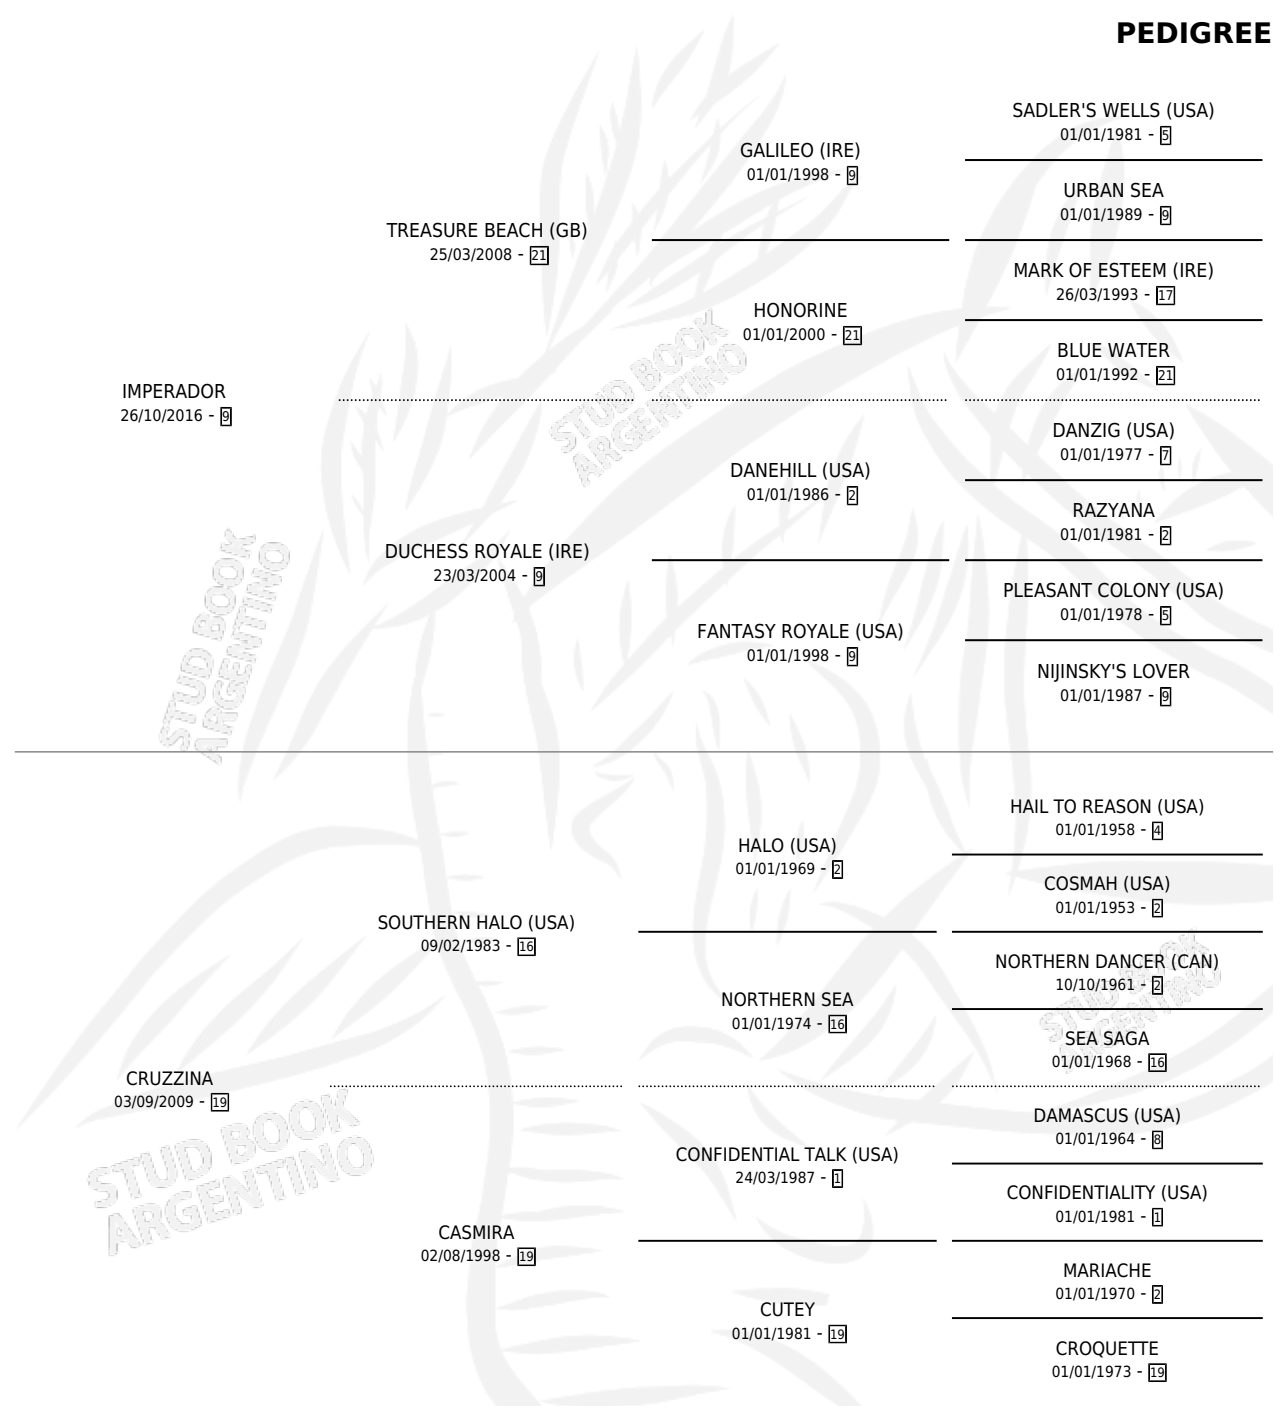 PEDIGREE
SADLER'S WELLS (USA)
01/01/1981 - 5
GALILEO (IRE)
01/01/1998 - 9
URBAN SEA
01/01/1989 - 9
TREASURE BEACH (GB)
25/03/2008 - 21
MARK OF ESTEEM (IRE)
26/03/1993 - 17
HONORINE
01/01/2000 - 21
BLUE WATER
01/01/1992 - 21
IMPERADOR
26/10/2016 - 9
DANZIG (USA)
01/01/1977 - 7
DANEHILL (USA)
01/01/1986 - 2
RAZYANA
01/01/1981 - 2
DUCHESS ROYALE (IRE)
23/03/2004 - 9
PLEASANT COLONY (USA)
01/01/1978 - 5
FANTASY ROYALE (USA)
01/01/1998 - 9
NIJINSKY'S LOVER
01/01/1987 - 9
HAIL TO REASON (USA)
01/01/1958 - 4
HALO (USA)
01/01/1969 - 2
COSMAH (USA)
01/01/1953 - 2
SOUTHERN HALO (USA)
09/02/1983 - 16
NORTHERN DANCER (CAN)
10/10/1961 - 2
NORTHERN SEA
01/01/1974 - 16
SEA SAGA
01/01/1968 - 16
CRUZZINA
03/09/2009 - 19
DAMASCUS (USA)
01/01/1964 - 8
CONFIDENTIAL TALK (USA)
24/03/1987 - 1
CONFIDENTIALITY (USA)
01/01/1981 - 1
CASMIRA
02/08/1998 - 19
MARIACHE
01/01/1970 - 2
CUTEY
01/01/1981 - 19
CROQUETTE
01/01/1973 - 19
STUD BOOK
ARGENTINO
STUD BOOK
ARGENTINO
STUD BOOK
ARGENTINO
STUD BOOK
ARGENTINO